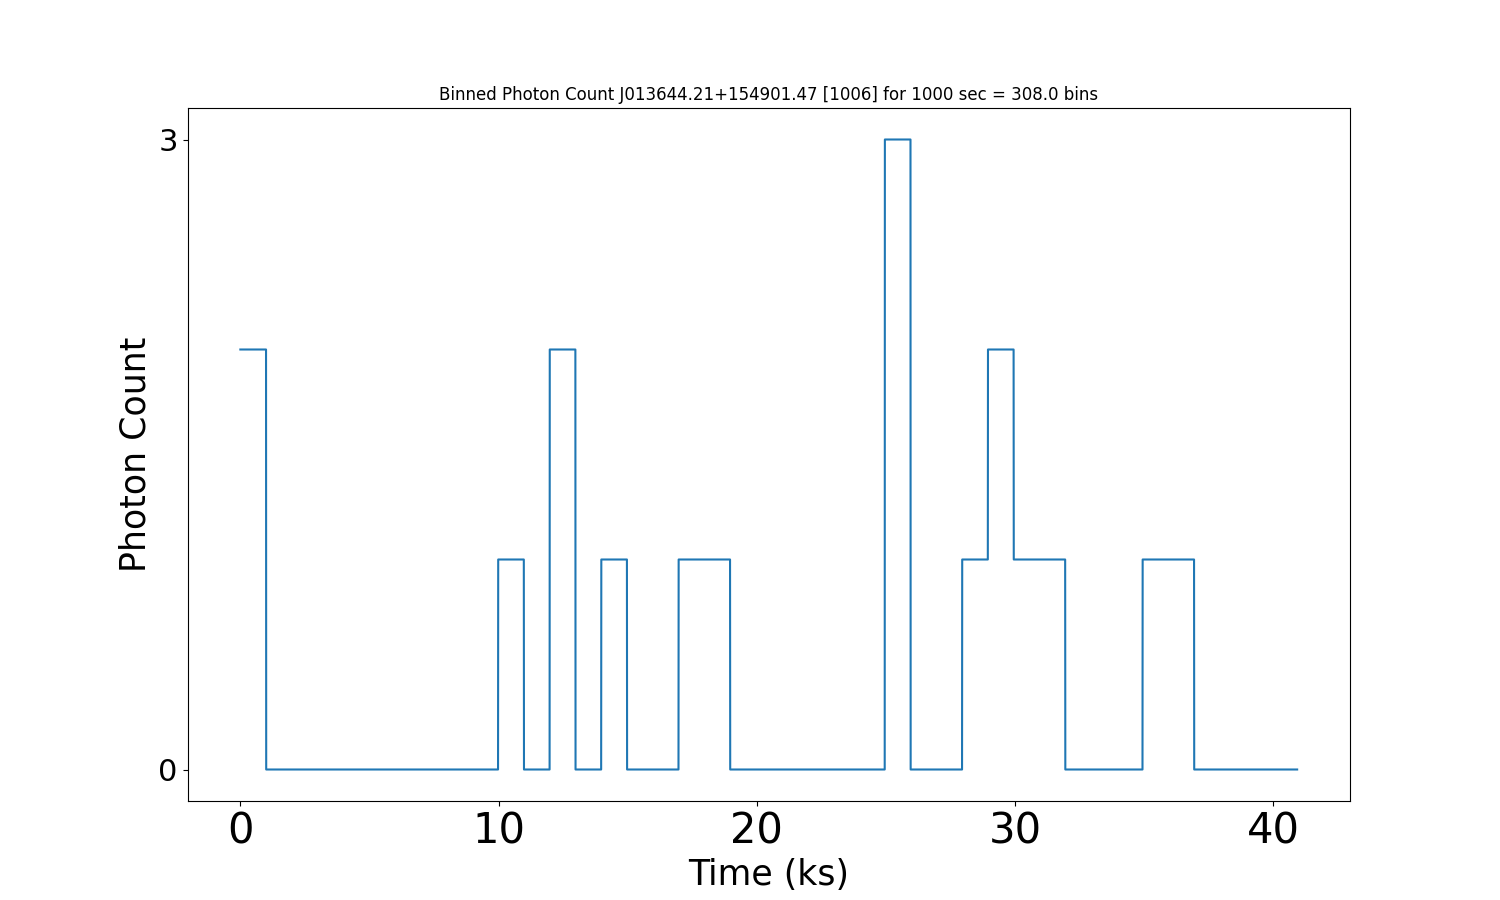 Binned Photon Count J013644.21+154901.47 [1006] for 1000 sec = 308.0 bins
3
Photon Count
0
0 10 20 30 40
Time (ks)